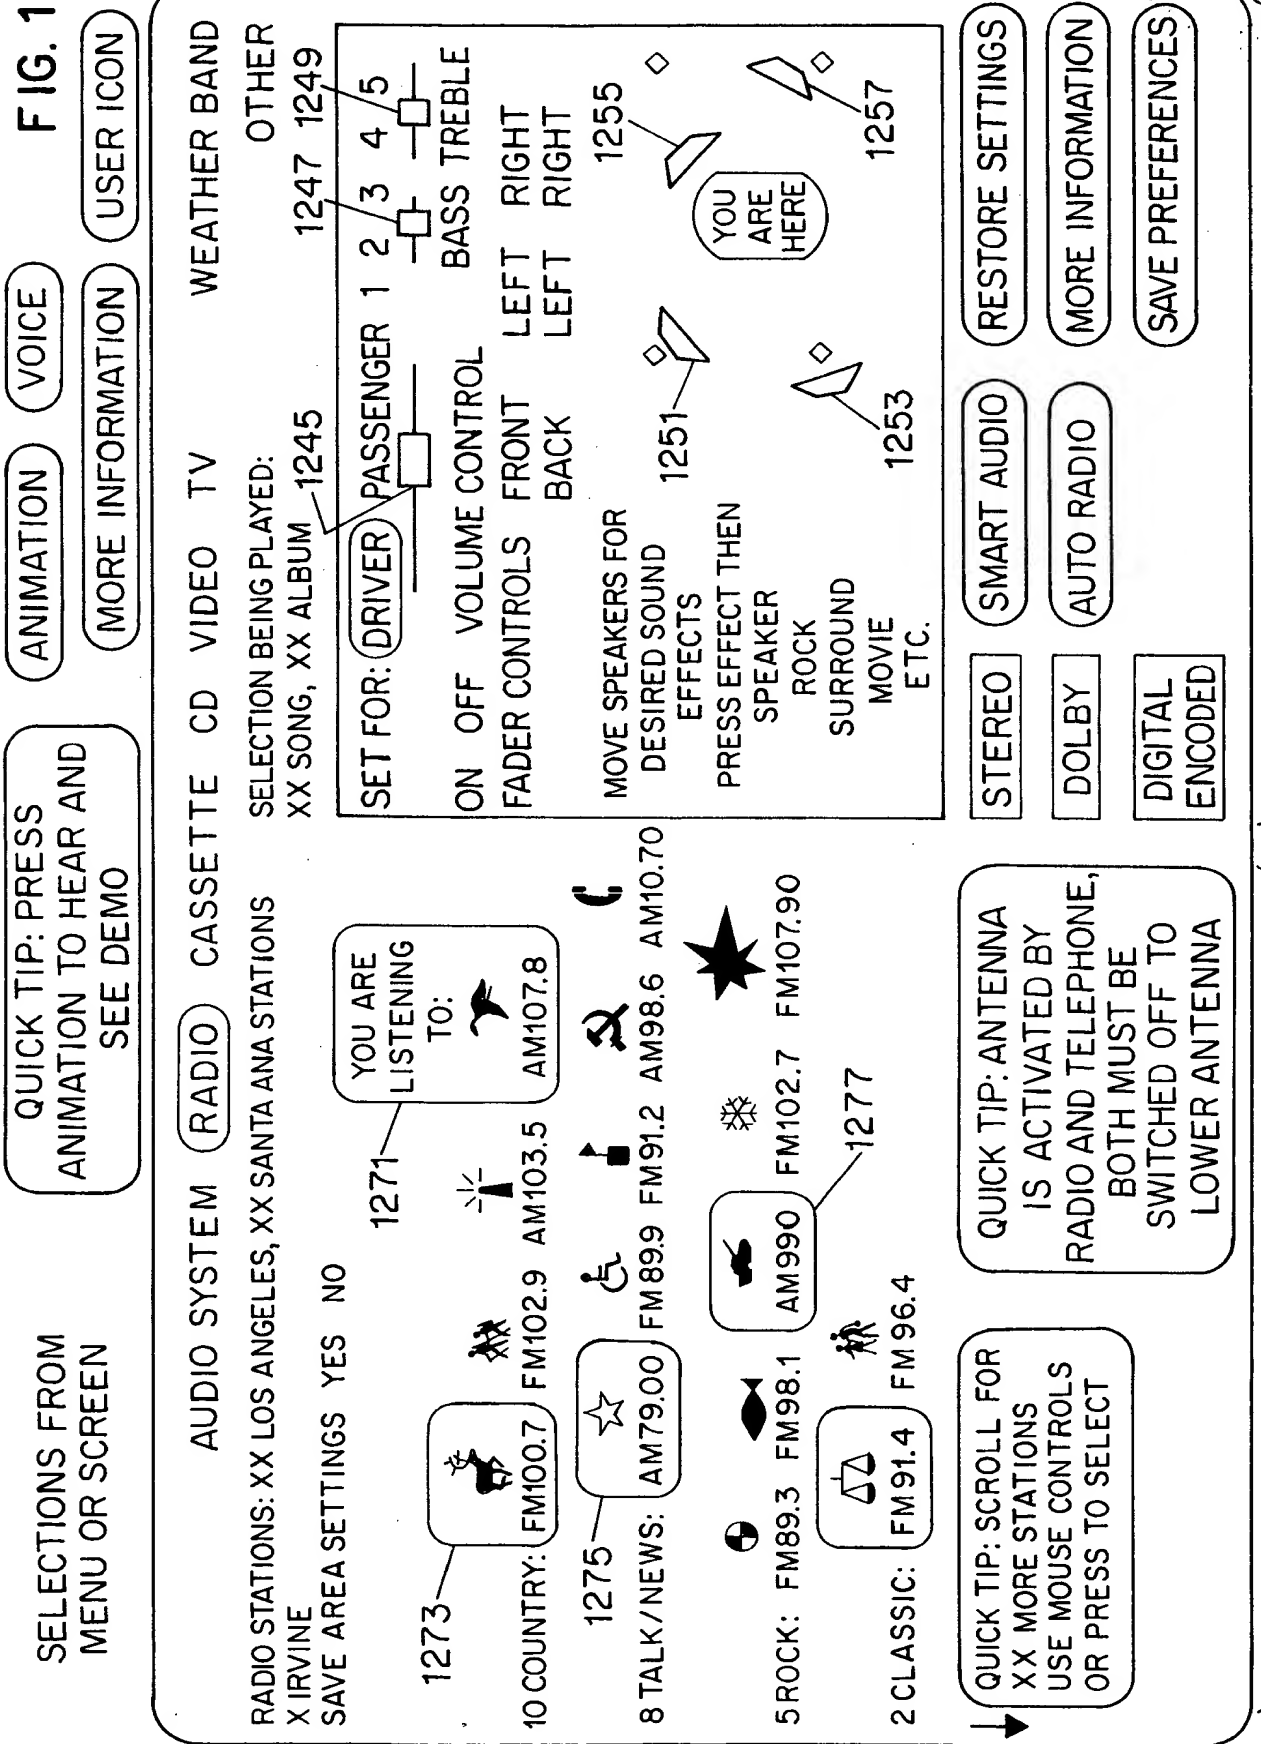 FIG. 1
SELECTIONS FROM
MENU OR SCREEN
QUICK TIP: PRESS
ANIMATION TO HEAR AND
SEE DEMO
ANIMATION
VOICE
MORE INFORMATION
USER ICON
AUDIO SYSTEM RADIO CASSETTE CD VIDEO TV WEATHER BAND
OTHER
RADIO STATIONS: XX LOS ANGELES, XX SANTA ANA STATIONS
X IRVINE
SAVE AREA SETTINGS YES NO
SELECTION BEING PLAYED:
XX SONG, XX ALBUM
1245
1247
1249
1271
YOU ARE
LISTENING
TO:
AM107.8
1273
10 COUNTRY: FM100.7 FM102.9 AM103.5
1275
8 TALK/NEWS: AM79.00 FM89.9 FM91.2 AM98.6 AM10.70
5 ROCK: FM89.3 FM98.1 AM990 FM102.7 FM107.90
1277
2 CLASSIC: FM91.4 FM96.4
SET FOR: DRIVER PASSENGER 1 2 3 4 5
ON OFF VOLUME CONTROL BASS TREBLE
FADER CONTROLS FRONT LEFT RIGHT
BACK LEFT RIGHT
MOVE SPEAKERS FOR
DESIRED SOUND
EFFECTS
PRESS EFFECT THEN
SPEAKER
ROCK
SURROUND
MOVIE
ETC.
1251
1255
YOU
ARE
HERE
1253
1257
QUICK TIP: SCROLL FOR
XX MORE STATIONS
USE MOUSE CONTROLS
OR PRESS TO SELECT
QUICK TIP: ANTENNA
IS ACTIVATED BY
RADIO AND TELEPHONE,
BOTH MUST BE
SWITCHED OFF TO
LOWER ANTENNA
STEREO
DOLBY
DIGITAL
ENCODED
SMART AUDIO
AUTO RADIO
RESTORE SETTINGS
MORE INFORMATION
SAVE PREFERENCES